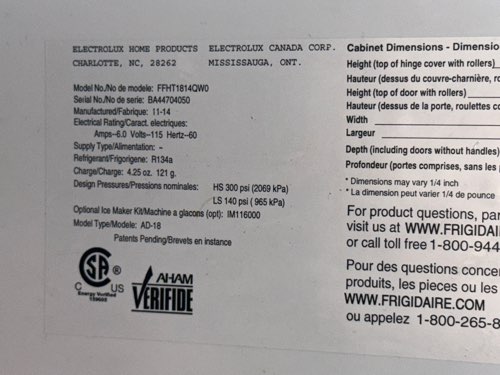 ELECTROLUX HOME PRODUCTS ELECTROLUX CANADA CORP.
CHARLOTTE, NC, 28262 MISSISSAUGA, ONT.
Model No./No de modele: FFHT1814QW0
Serial No./No de serie: BA44704050
Manufactured/Fabrique: 11-14
Electrical Rating/Caract. electriques:
Amps-6.0 Volts-115 Hertz-60
Supply Type/Alimentation: -
Refrigerant/Frigorigene: R134a
Charge/Charge: 4.25 oz. 121 g.
Design Pressures/Pressions nominales: HS 300 psi (2069 kPa)
LS 140 psi ( 965 kPa)
Optional Ice Maker Kit/Machine a glacons (opt): IM116000
Model Type/Modele: AD-18
Patents Pending/Brevets en instance
CSA ®
C US
Energy Verified
AHAM
VERIFIDE
Cabinet Dimensions - Dimensio
Height (top of hinge cover with rollers)
Hauteur (dessus du couvre-charnière, ro
Height (top of door with rollers)
Hauteur (dessus de la porte, roulettes co
Width
Largeur
Depth (including doors without handles)
Profondeur (portes comprises, sans les p
* Dimensions may vary 1/4 inch
* La dimension peut varier 1/4 de pounce
For product questions, par
visit us at WWW.FRIGIDAI
or call toll free 1-800-944
Pour des questions concer
produits, les pieces ou les
WWW.FRIGIDAIRE.COM
ou appelez 1-800-265-8